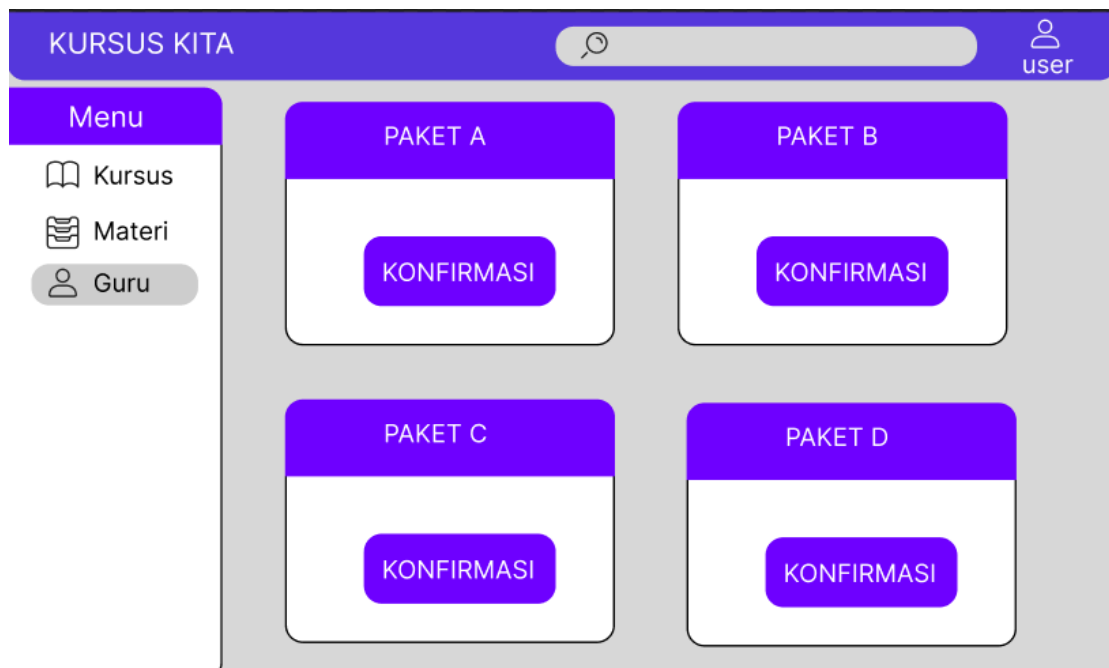 KURSUS KITA
user
Menu
Kursus
Materi
Guru
PAKET A
KONFIRMASI
PAKET B
KONFIRMASI
PAKET C
KONFIRMASI
PAKET D
KONFIRMASI